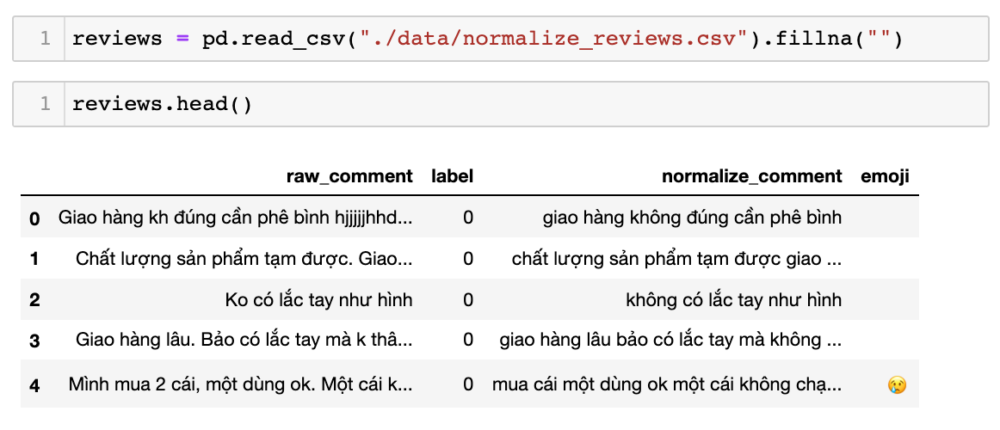 1 reviews = pd.read_csv("./data/normalize_reviews.csv").fillna("")
1 reviews.head()
raw_comment label normalize_comment emoji
0 Giao hàng kh đúng cần phê bình hjjjjjhhd... 0 giao hàng không đúng cần phê bình
1 Chất lượng sản phẩm tạm được. Giao... 0 chất lượng sản phẩm tạm được giao ...
2 Ko có lắc tay như hình 0 không có lắc tay như hình
3 Giao hàng lâu. Bảo có lắc tay mà k thâ... 0 giao hàng lâu bảo có lắc tay mà không ...
4 Mình mua 2 cái, một dùng ok. Một cái k... 0 mua cái một dùng ok một cái không chạ... 😢